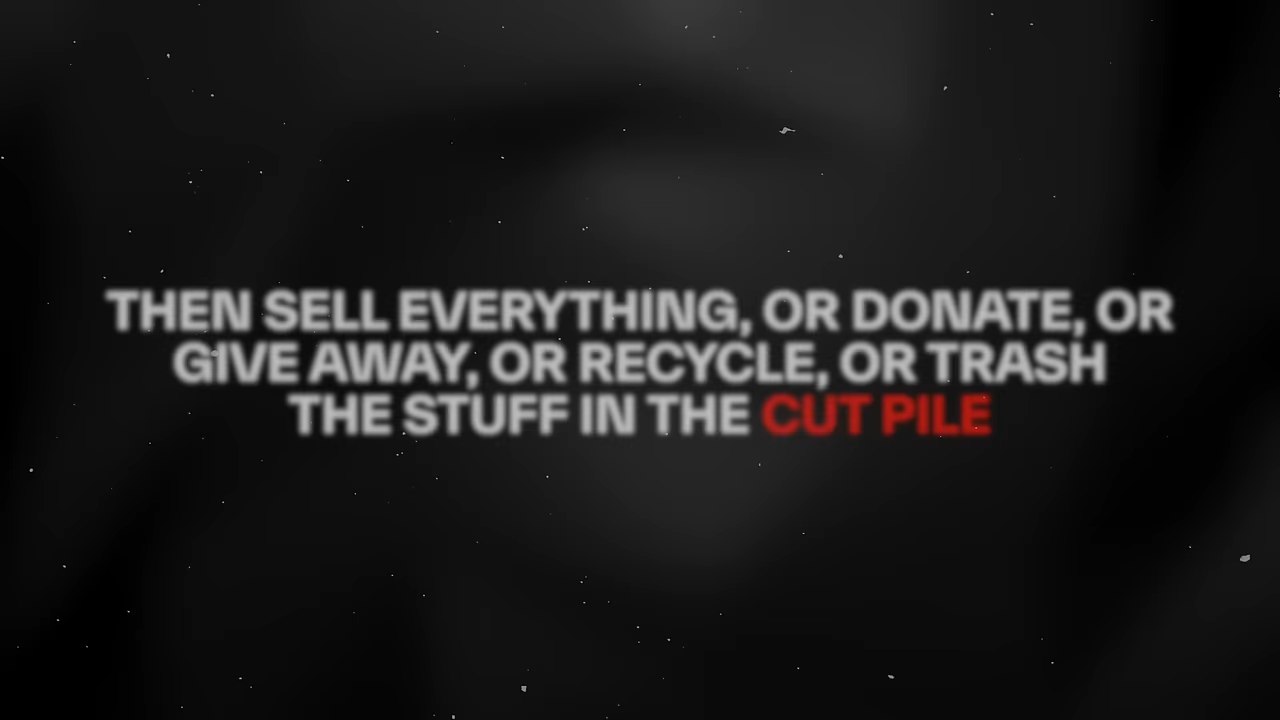 THEN SELL EVERYTHING, OR DONATE, OR
GIVE AWAY, OR RECYCLE, OR TRASH
THE STUFF IN THE CUT PILE